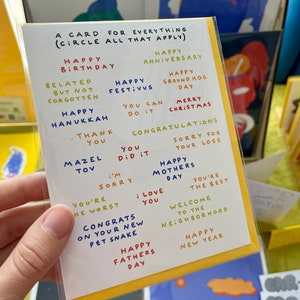 A CARD FOR EVERYTHING
(CIRCLE ALL THAT APPLY)
HAPPY
BIRTHDAY
HAPPY
ANNIVERSARY
BELATED
BUT NOT
FORGOTTEN
HAPPY
FESTIVUS
HAPPY
GROUNDHOG
DAY
HAPPY
HANUKKAH
YOU CAN
DO IT
MERRY
CHRISTMAS
THANK
YOU
CONGRATULATIONS
MAZEL
TOV
YOU
DID IT
SORRY FOR
YOUR LOSS
I'M
SORRY
HAPPY
MOTHERS
DAY
YOU'RE
THE BEST
YOU'RE
THE WORST
I LOVE
YOU
WELCOME
TO THE
NEIGHBORHOOD
CONGRATS
ON YOUR NEW
PET SNAKE
HAPPY
FATHERS
DAY
HAPPY
NEW YEAR